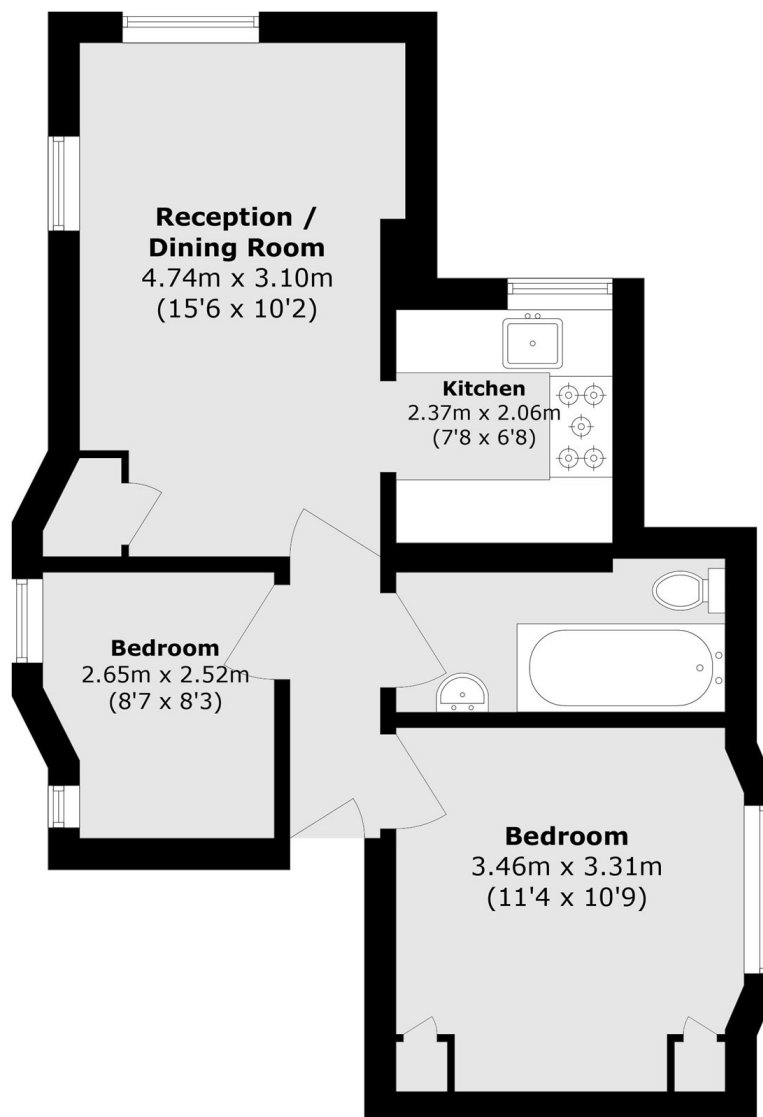 Reception /
Dining Room
4.74m x 3.10m
(15'6 x 10'2)
Kitchen
2.37m x 2.06m
(7'8 x 6'8)
Bedroom
2.65m x 2.52m
(8'7 x 8'3)
Bedroom
3.46m x 3.31m
(11'4 x 10'9)